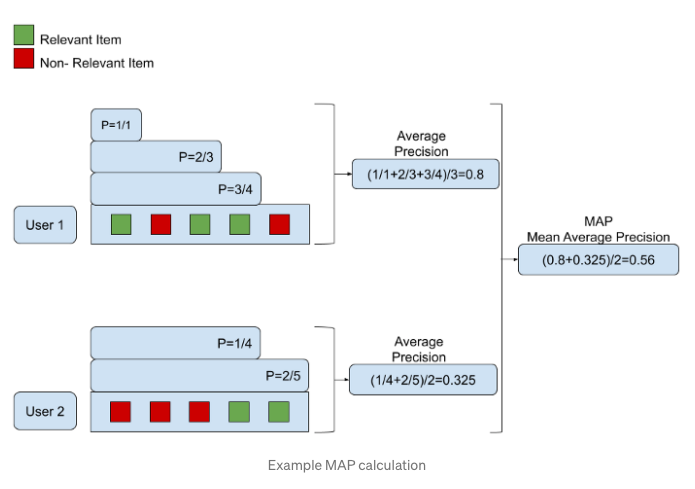 Relevant Item
Non- Relevant Item
P=1/1
P=2/3
P=3/4
User 1
Average
Precision
(1/1+2/3+3/4)/3=0.8
MAP
Mean Average Precision
(0.8+0.325)/2=0.56
P=1/4
P=2/5
User 2
Average
Precision
(1/4+2/5)/2=0.325
Example MAP calculation